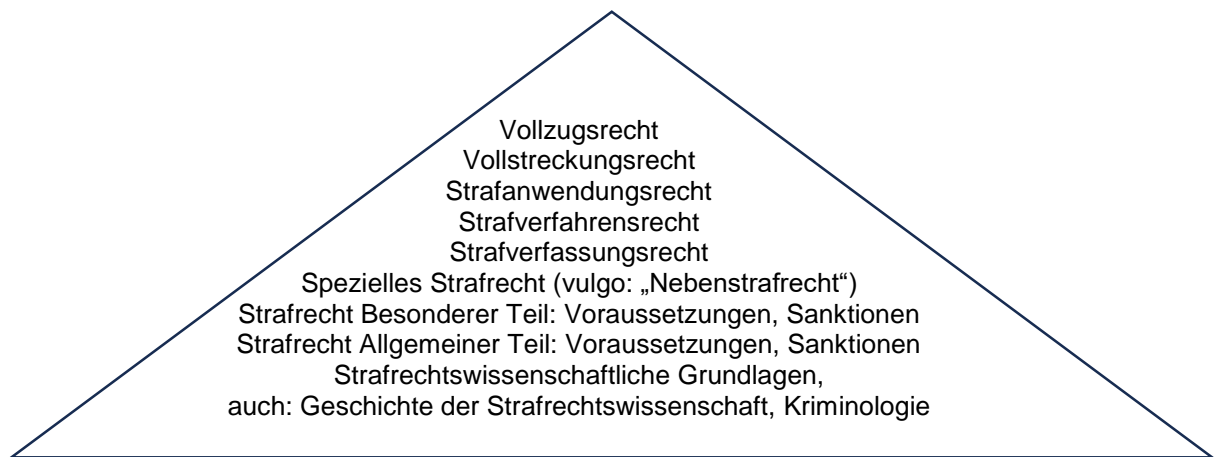 Vollzugsrecht
Vollstreckungsrecht
Strafanwendungsrecht
Strafverfahrensrecht
Strafverfassungsrecht
Spezielles Strafrecht (vulgo: „Nebenstrafrecht“)
Strafrecht Besonderer Teil: Voraussetzungen, Sanktionen
Strafrecht Allgemeiner Teil: Voraussetzungen, Sanktionen
Strafrechtswissenschaftliche Grundlagen,
auch: Geschichte der Strafrechtswissenschaft, Kriminologie